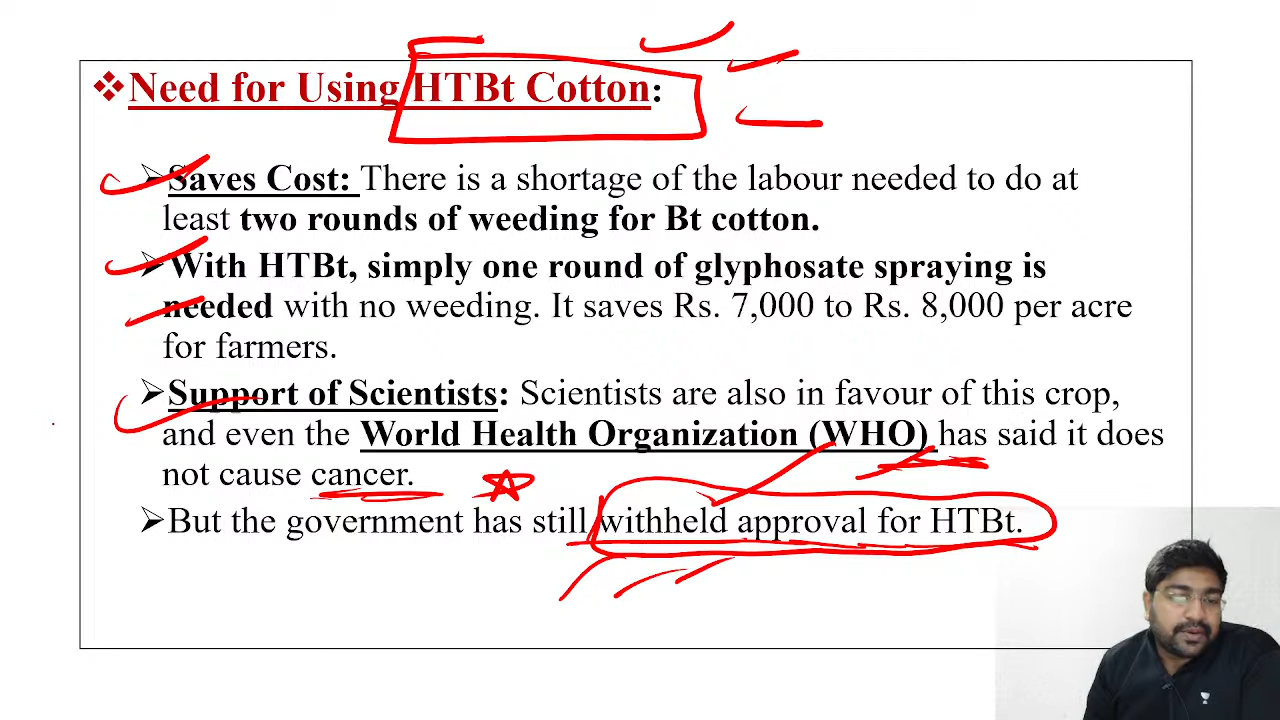 ❖Need for Using HTBt Cotton:
➢Saves Cost: There is a shortage of the labour needed to do at
least two rounds of weeding for Bt cotton.
➢With HTBt, simply one round of glyphosate spraying is
needed with no weeding. It saves Rs. 7,000 to Rs. 8,000 per acre
for farmers.
➢Support of Scientists: Scientists are also in favour of this crop,
and even the World Health Organization (WHO) has said it does
not cause cancer.
➢But the government has still withheld approval for HTBt.